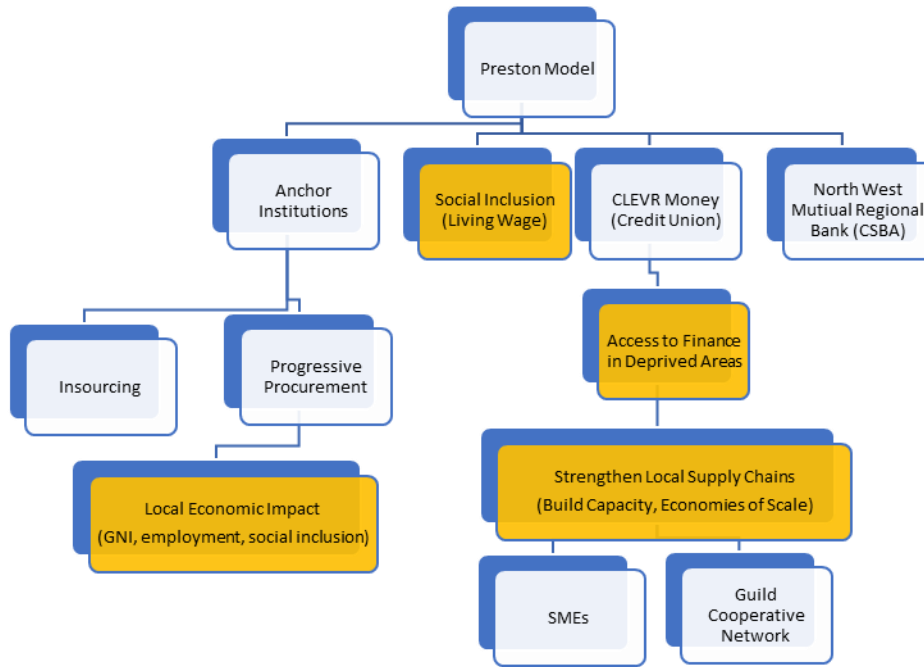 Preston Model
Anchor
Institutions
Social Inclusion
(Living Wage)
CLEVR Money
(Credit Union)
North West
Mutiual Regional
Bank (CSBA)
Insourcing
Progressive
Procurement
Access to Finance
in Deprived Areas
Local Economic Impact
(GNI, employment, social inclusion)
Strengthen Local Supply Chains
(Build Capacity, Economies of Scale)
SMEs
Guild
Cooperative
Network